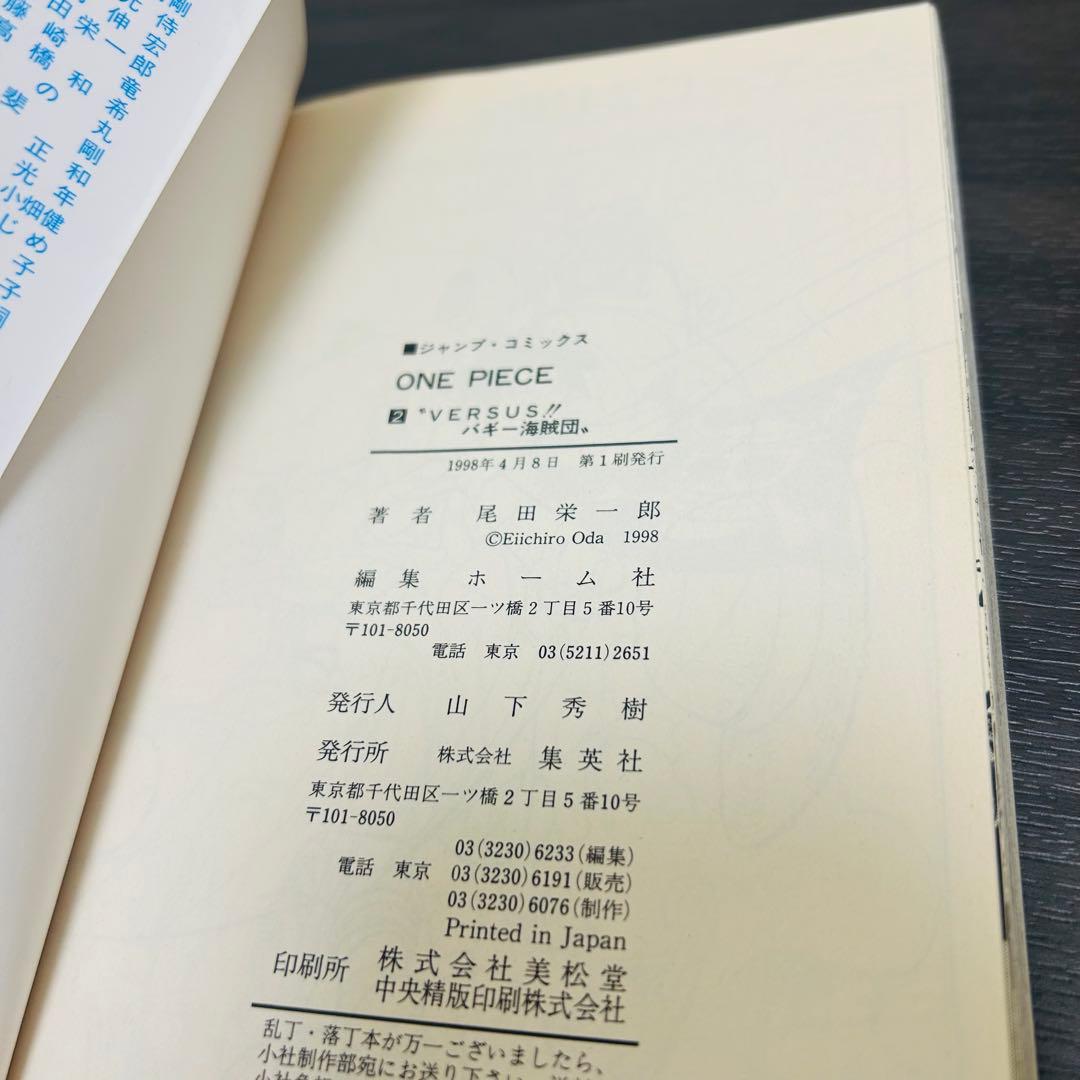 ■ジャンプ・コミックス
ONE PIECE
2 〝VERSUS!!
バギー海賊団〟
1998年4月8日 第1刷発行
著者 尾田栄一郎
©Eiichiro Oda 1998
編集 ホーム社
東京都千代田区一ツ橋2丁目5番10号
〒101-8050
電話 東京 03(5211)2651
発行人 山下秀樹
発行所 株式会社 集英社
東京都千代田区一ツ橋2丁目5番10号
〒101-8050
03(3230)6233(編集)
電話 東京 03(3230)6191(販売)
03(3230)6076(制作)
Printed in Japan
印刷所 株式会社美松堂
中央精版印刷株式会社
乱丁・落丁本が万一ございましたら、
小社制作部宛にお送り下さい。